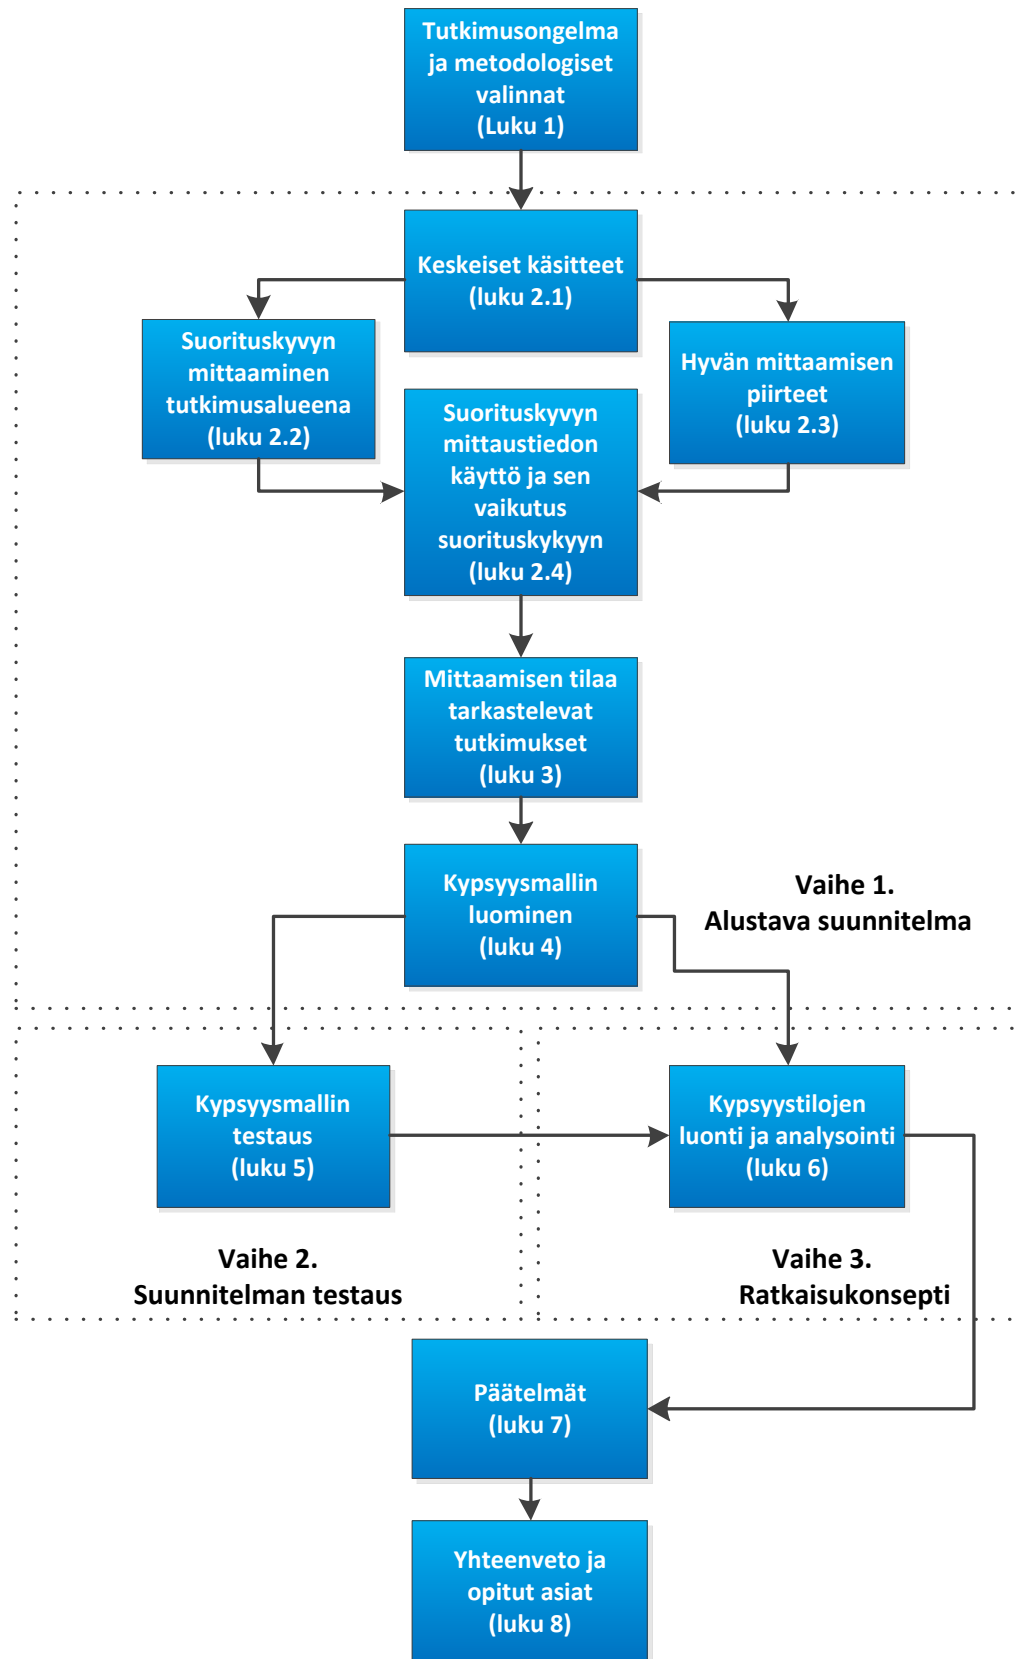 Tutkimusongelma
ja metodologiset
valinnat
(Luku 1)
Keskeiset käsitteet
(luku 2.1)
Suorituskyvyn
mittaaminen
tutkimusalueena
(luku 2.2)
Hyvän mittaamisen
piirteet
(luku 2.3)
Suorituskyvyn
mittaustiedon
käyttö ja sen
vaikutus
suorituskykyyn
(luku 2.4)
Mittaamisen tilaa
tarkastelevat
tutkimukset
(luku 3)
Kypsyysmallin
luominen
(luku 4)
Vaihe 1.
Alustava suunnitelma
Kypsyysmallin
testaus
(luku 5)
Kypsyystilojen
luonti ja analysointi
(luku 6)
Vaihe 2.
Suunnitelman testaus
Vaihe 3.
Ratkaisukonsepti
Päätelmät
(luku 7)
Yhteenveto ja
opitut asiat
(luku 8)